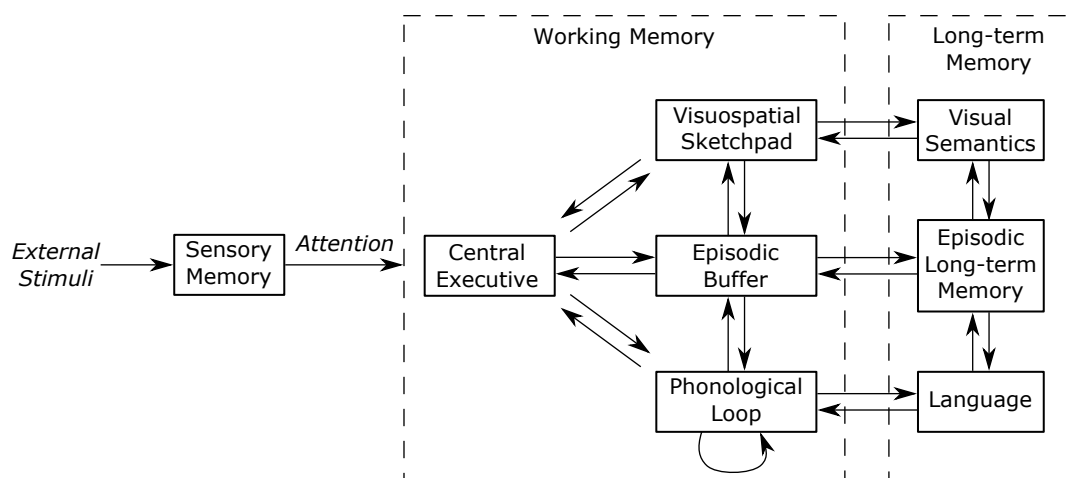 Working Memory
Long-term
Memory
Visuospatial
Sketchpad
Visual
Semantics
External
Stimuli
Sensory
Memory
Attention
Central
Executive
Episodic
Buffer
Episodic
Long-term
Memory
Phonological
Loop
Language